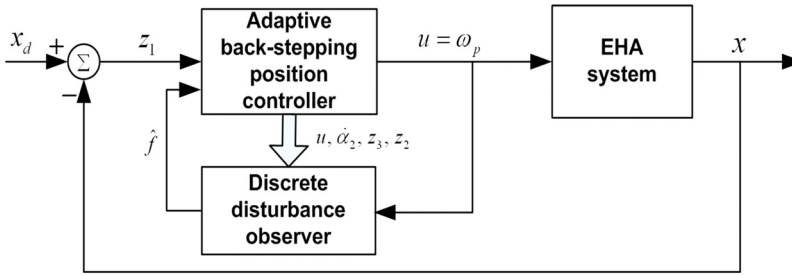 x_d
+
Σ
−
z_1
Adaptive
back-stepping
position
controller
u = ω_p
EHA
system
x
f̂
u, α̇_2, z_3, z_2
Discrete
disturbance
observer